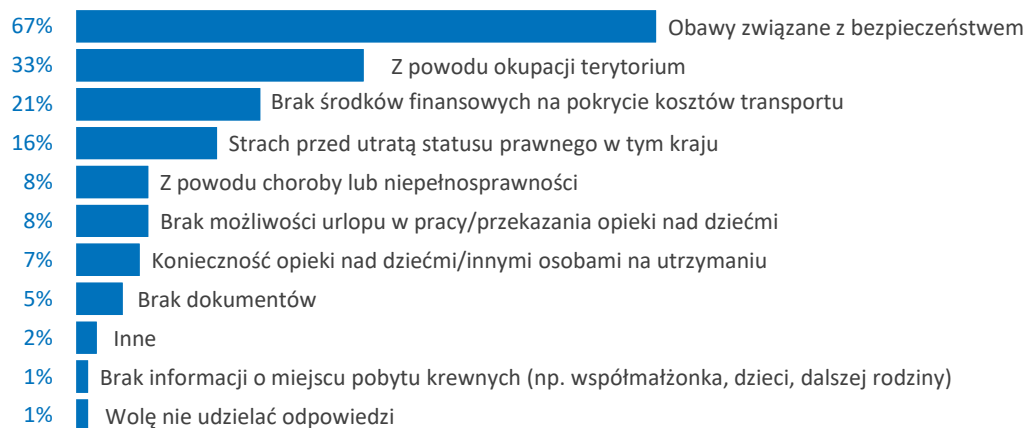 67% Obawy związane z bezpieczeństwem
33% Z powodu okupacji terytorium
21% Brak środków finansowych na pokrycie kosztów transportu
16% Strach przed utratą statusu prawnego w tym kraju
8% Z powodu choroby lub niepełnosprawności
8% Brak możliwości urlopu w pracy/przekazania opieki nad dziećmi
7% Konieczność opieki nad dziećmi/innymi osobami na utrzymaniu
5% Brak dokumentów
2% Inne
1% Brak informacji o miejscu pobytu krewnych (np. współmałżonka, dzieci, dalszej rodziny)
1% Wolę nie udzielać odpowiedzi